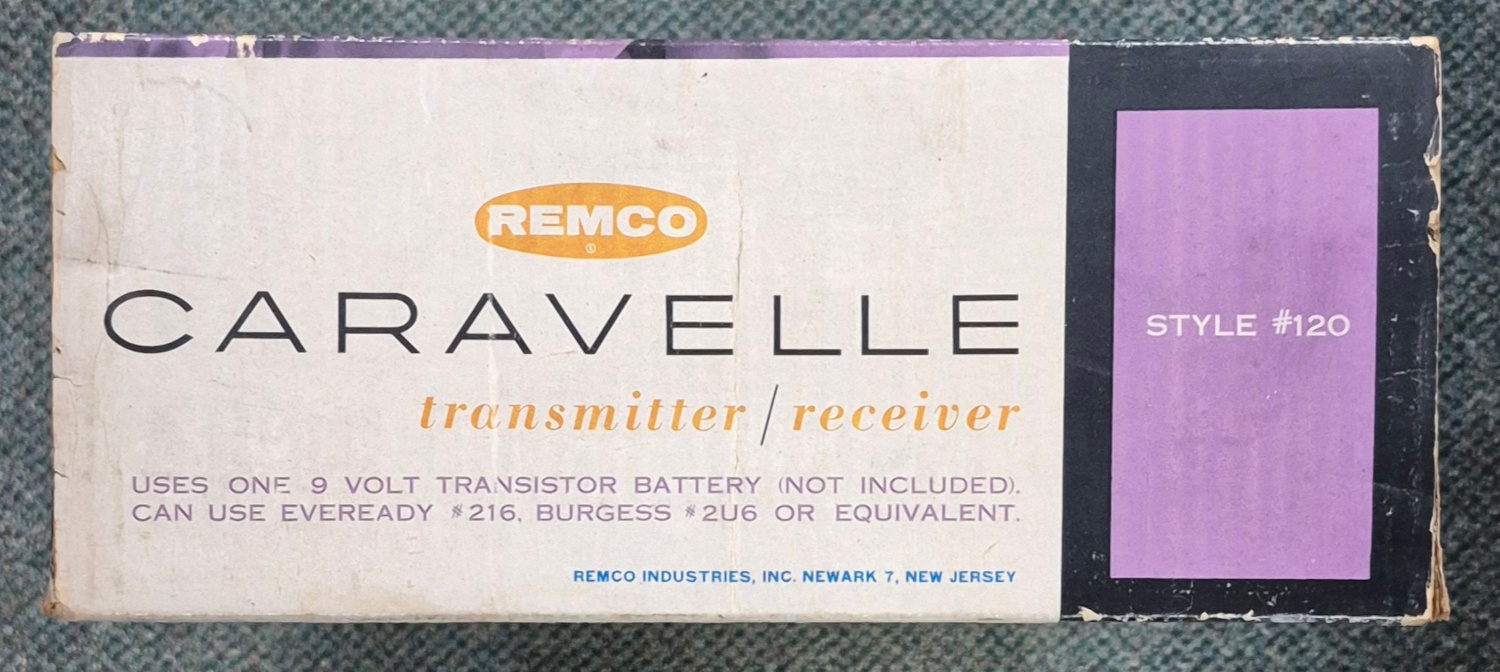 REMCO
®
CARAVELLE
transmitter/receiver
USES ONE 9 VOLT TRANSISTOR BATTERY (NOT INCLUDED).
CAN USE EVEREADY #216, BURGESS #2U6 OR EQUIVALENT.
REMCO INDUSTRIES, INC. NEWARK 7, NEW JERSEY
STYLE #120